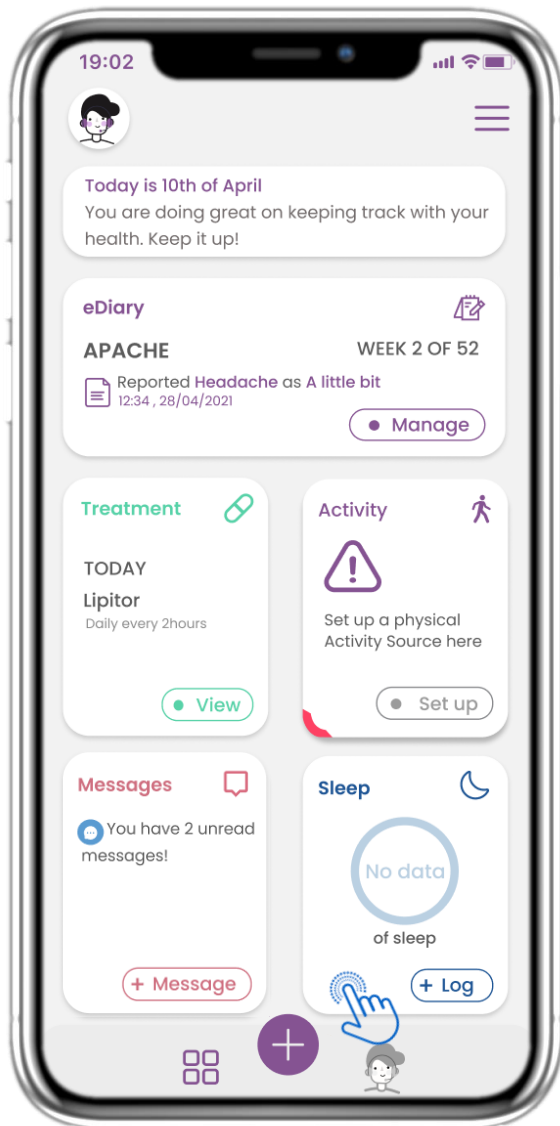 19:02
Today is 10th of April
You are doing great on keeping track with your
health. Keep it up!
eDiary
APACHE
WEEK 2 OF 52
Reported Headache as A little bit
12:34 , 28/04/2021
Manage
Treatment
TODAY
Lipitor
Daily every 2hours
View
Activity
Set up a physical
Activity Source here
Set up
Messages
You have 2 unread
messages!
+ Message
Sleep
No data
of sleep
+ Log